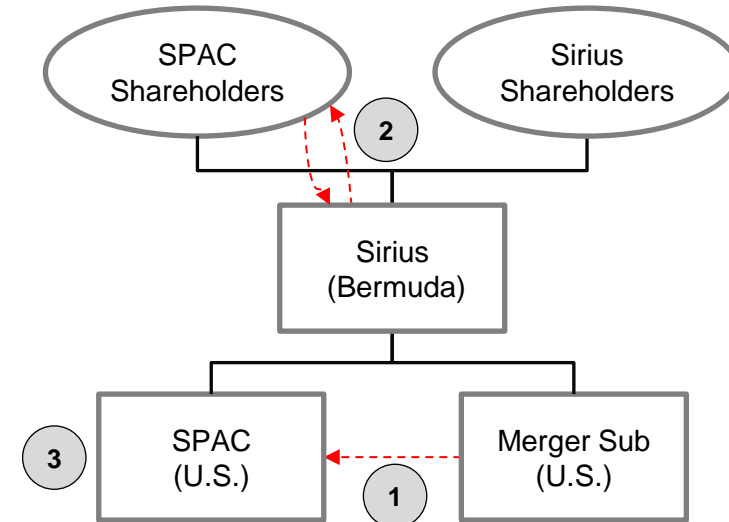 SPAC
Shareholders
Sirius
Shareholders
2
Sirius
(Bermuda)
3
SPAC
(U.S.)
1
Merger Sub
(U.S.)